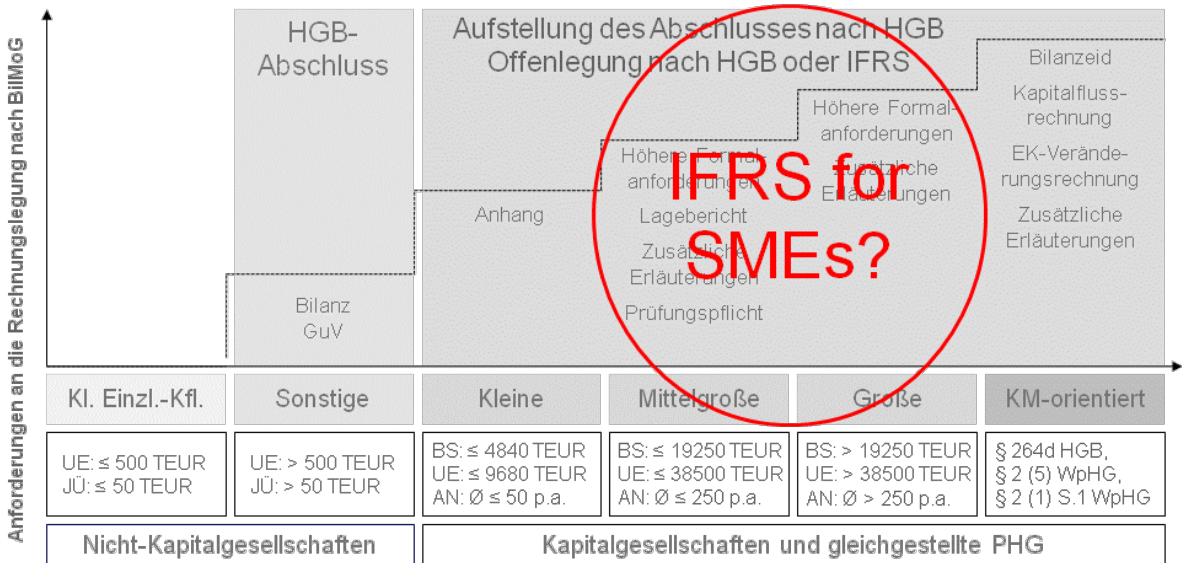 Anforderungen an die Rechnungslegung nach BilMoG
HGB-
Abschluss
Aufstellung des Abschlusses nach HGB
Offenlegung nach HGB oder IFRS
Bilanz
GuV
Anhang
Höhere Formal-
anforderungen
Lagebericht
Zusätzliche
Erläuterungen
Prüfungspflicht
Höhere Formal-
anforderungen
Zusätzliche
Erläuterungen
Bilanzeid
Kapitalfluss-
rechnung
EK-Verände-
rungsrechnung
Zusätzliche
Erläuterungen
IFRS for
SMEs?
Kl. Einzl.-Kfl.
Sonstige
Kleine
Mittelgroße
Große
KM-orientiert
UE: ≤ 500 TEUR
JÜ: ≤ 50 TEUR
UE: > 500 TEUR
JÜ: > 50 TEUR
BS: ≤ 4840 TEUR
UE: ≤ 9680 TEUR
AN: Ø ≤ 50 p.a.
BS: ≤ 19250 TEUR
UE: ≤ 38500 TEUR
AN: Ø ≤ 250 p.a.
BS: > 19250 TEUR
UE: > 38500 TEUR
AN: Ø > 250 p.a.
§ 264d HGB,
§ 2 (5) WpHG,
§ 2 (1) S.1 WpHG
Nicht-Kapitalgesellschaften
Kapitalgesellschaften und gleichgestellte PHG